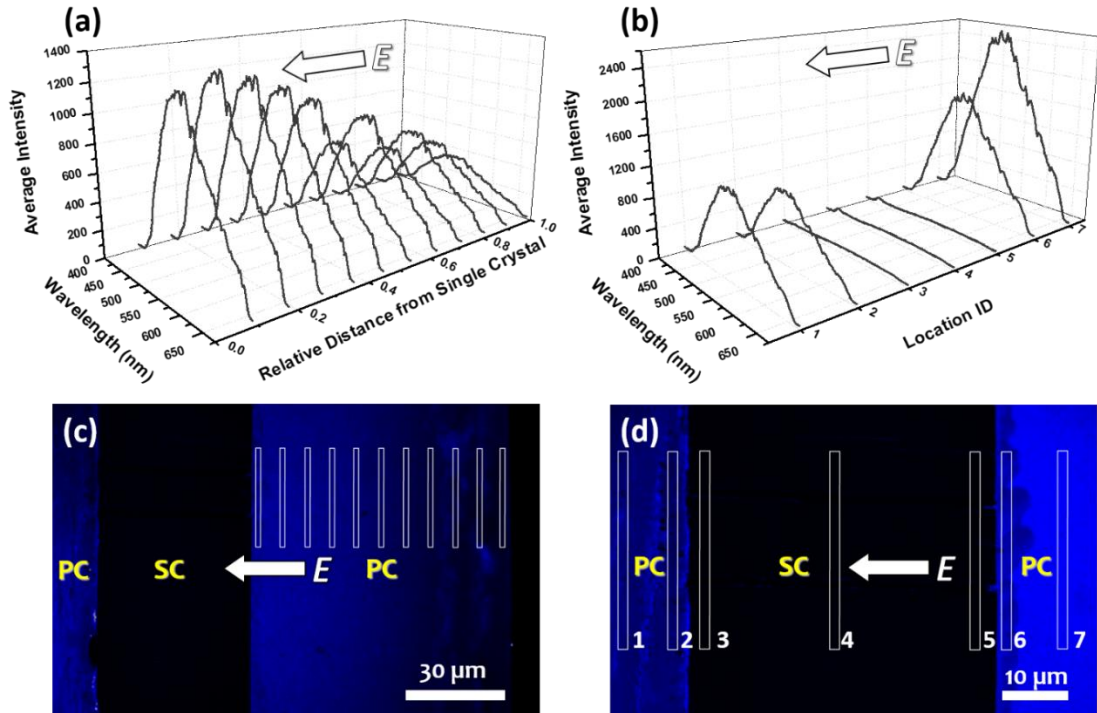 (a)
E
1400
1200
1000
800
600
400
200
0
Average Intensity
400
450
500
550
600
650
Wavelength (nm)
0.0
0.2
0.4
0.6
0.8
1.0
Relative Distance from Single Crystal
(b)
E
2400
2000
1600
1200
800
400
0
Average Intensity
400
450
500
550
600
650
Wavelength (nm)
1
2
3
4
5
6
7
Location ID
(c)
PC
SC
E
PC
30 µm
(d)
PC
SC
E
PC
1
2
3
4
5
6
7
10 µm